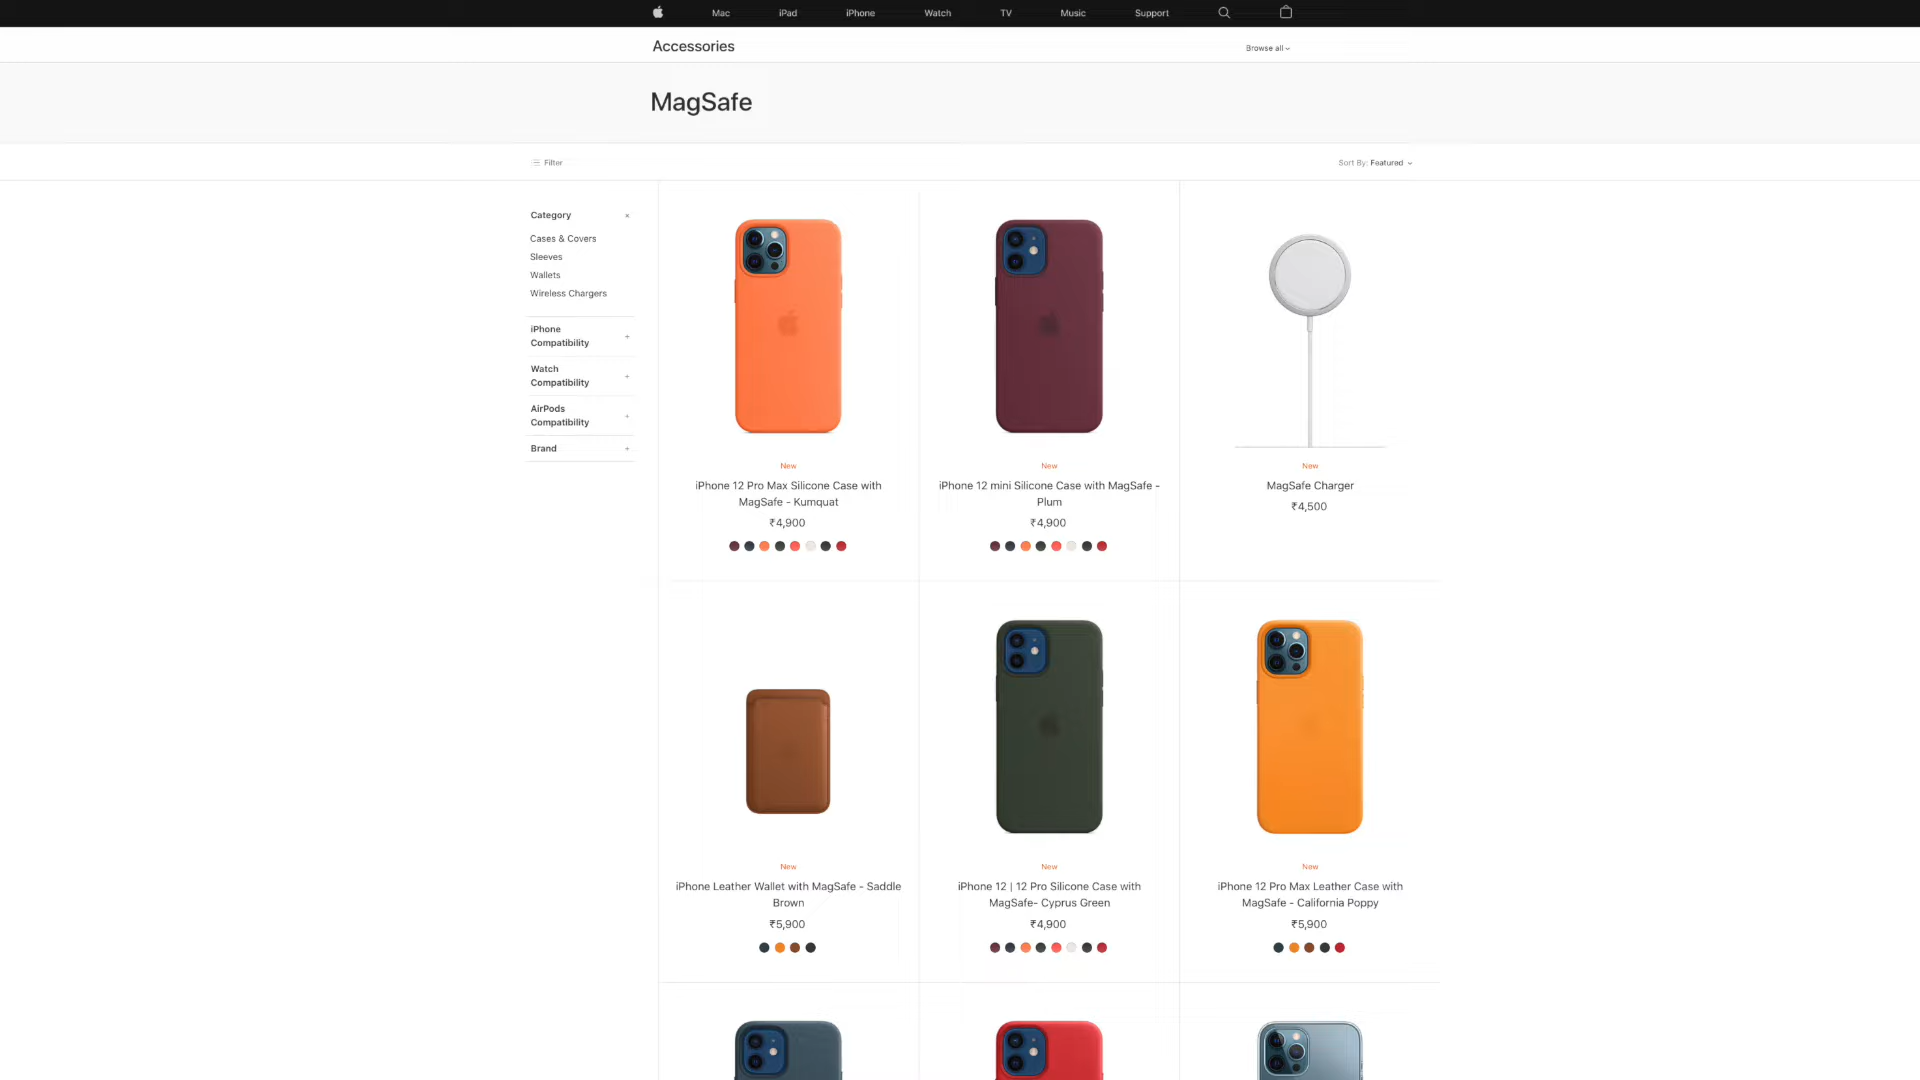 Mac iPad iPhone Watch TV Music Support
Accessories
Browse all
MagSafe
Filter
Sort By: Featured
Category
Cases & Covers
Sleeves
Wallets
Wireless Chargers
iPhone
Compatibility
Watch
Compatibility
AirPods
Compatibility
Brand
New
iPhone 12 Pro Max Silicone Case with
MagSafe - Kumquat
₹4,900
New
iPhone 12 mini Silicone Case with MagSafe -
Plum
₹4,900
New
MagSafe Charger
₹4,500
New
iPhone Leather Wallet with MagSafe - Saddle
Brown
₹5,900
New
iPhone 12 | 12 Pro Silicone Case with
MagSafe- Cyprus Green
₹4,900
New
iPhone 12 Pro Max Leather Case with
MagSafe - California Poppy
₹5,900